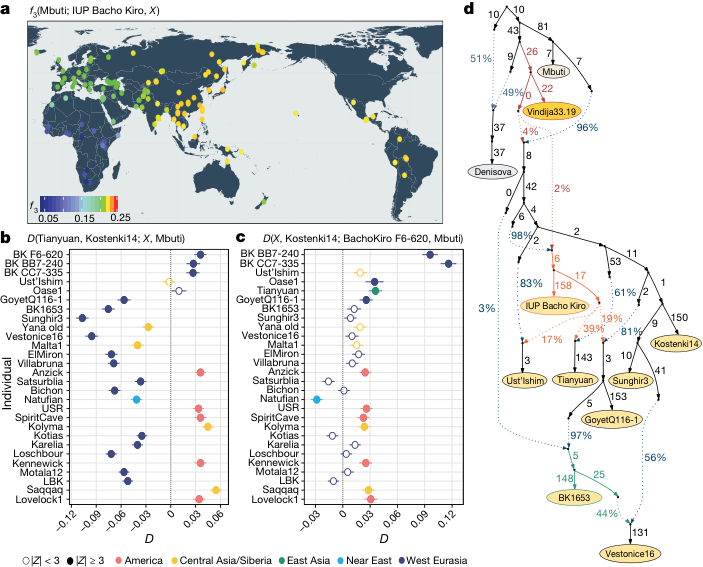 a
f3(Mbuti; IUP Bacho Kiro, X)
f3
0.05 0.15 0.25
b
D(Tianyuan, Kostenki14; X, Mbuti)
Individual
BK F6-620
BK BB7-240
BK CC7-335
Ust'Ishim
Oase1
GoyetQ116-1
BK1653
Sunghir3
Yana old
Vestonice16
Malta1
ElMiron
Villabruna
Anzick
Satsurblia
Bichon
Natufian
USR
SpiritCave
Kolyma
Kotias
Karelia
Loschbour
Kennewick
Motala12
LBK
Saqqaq
Lovelock1
−0.12 −0.09 −0.06 −0.03 0 0.03 0.06
D
c
D(X, Kostenki14; BachoKiro F6-620, Mbuti)
BK BB7-240
BK CC7-335
Ust'Ishim
Oase1
Tianyuan
GoyetQ116-1
BK1653
Sunghir3
Yana old
Vestonice16
Malta1
ElMiron
Villabruna
Anzick
Satsurblia
Bichon
Natufian
USR
SpiritCave
Kolyma
Kotias
Karelia
Loschbour
Kennewick
Motala12
LBK
Saqqaq
Lovelock1
−0.03 0 0.03 0.06 0.09 0.12
D
|Z| < 3 |Z| ≥ 3 America Central Asia/Siberia East Asia Near East West Eurasia
d
10 10
43 81
51% 9 26 7
Mbuti
49% 0 22
Vindija33.19
37 4% 96%
37 8
Denisova
0 42 2%
6 4
98% 2 2
6 11
83% 17 53
158 61% 2 1
3% IUP Bacho Kiro
19% 9 150
17% 39% 81%
Kostenki14
3 143 3 10 41
Ust'Ishim Tianyuan Sunghir3
5 153
GoyetQ116-1
97% 56%
5
148 25
BK1653
44%
131
Vestonice16